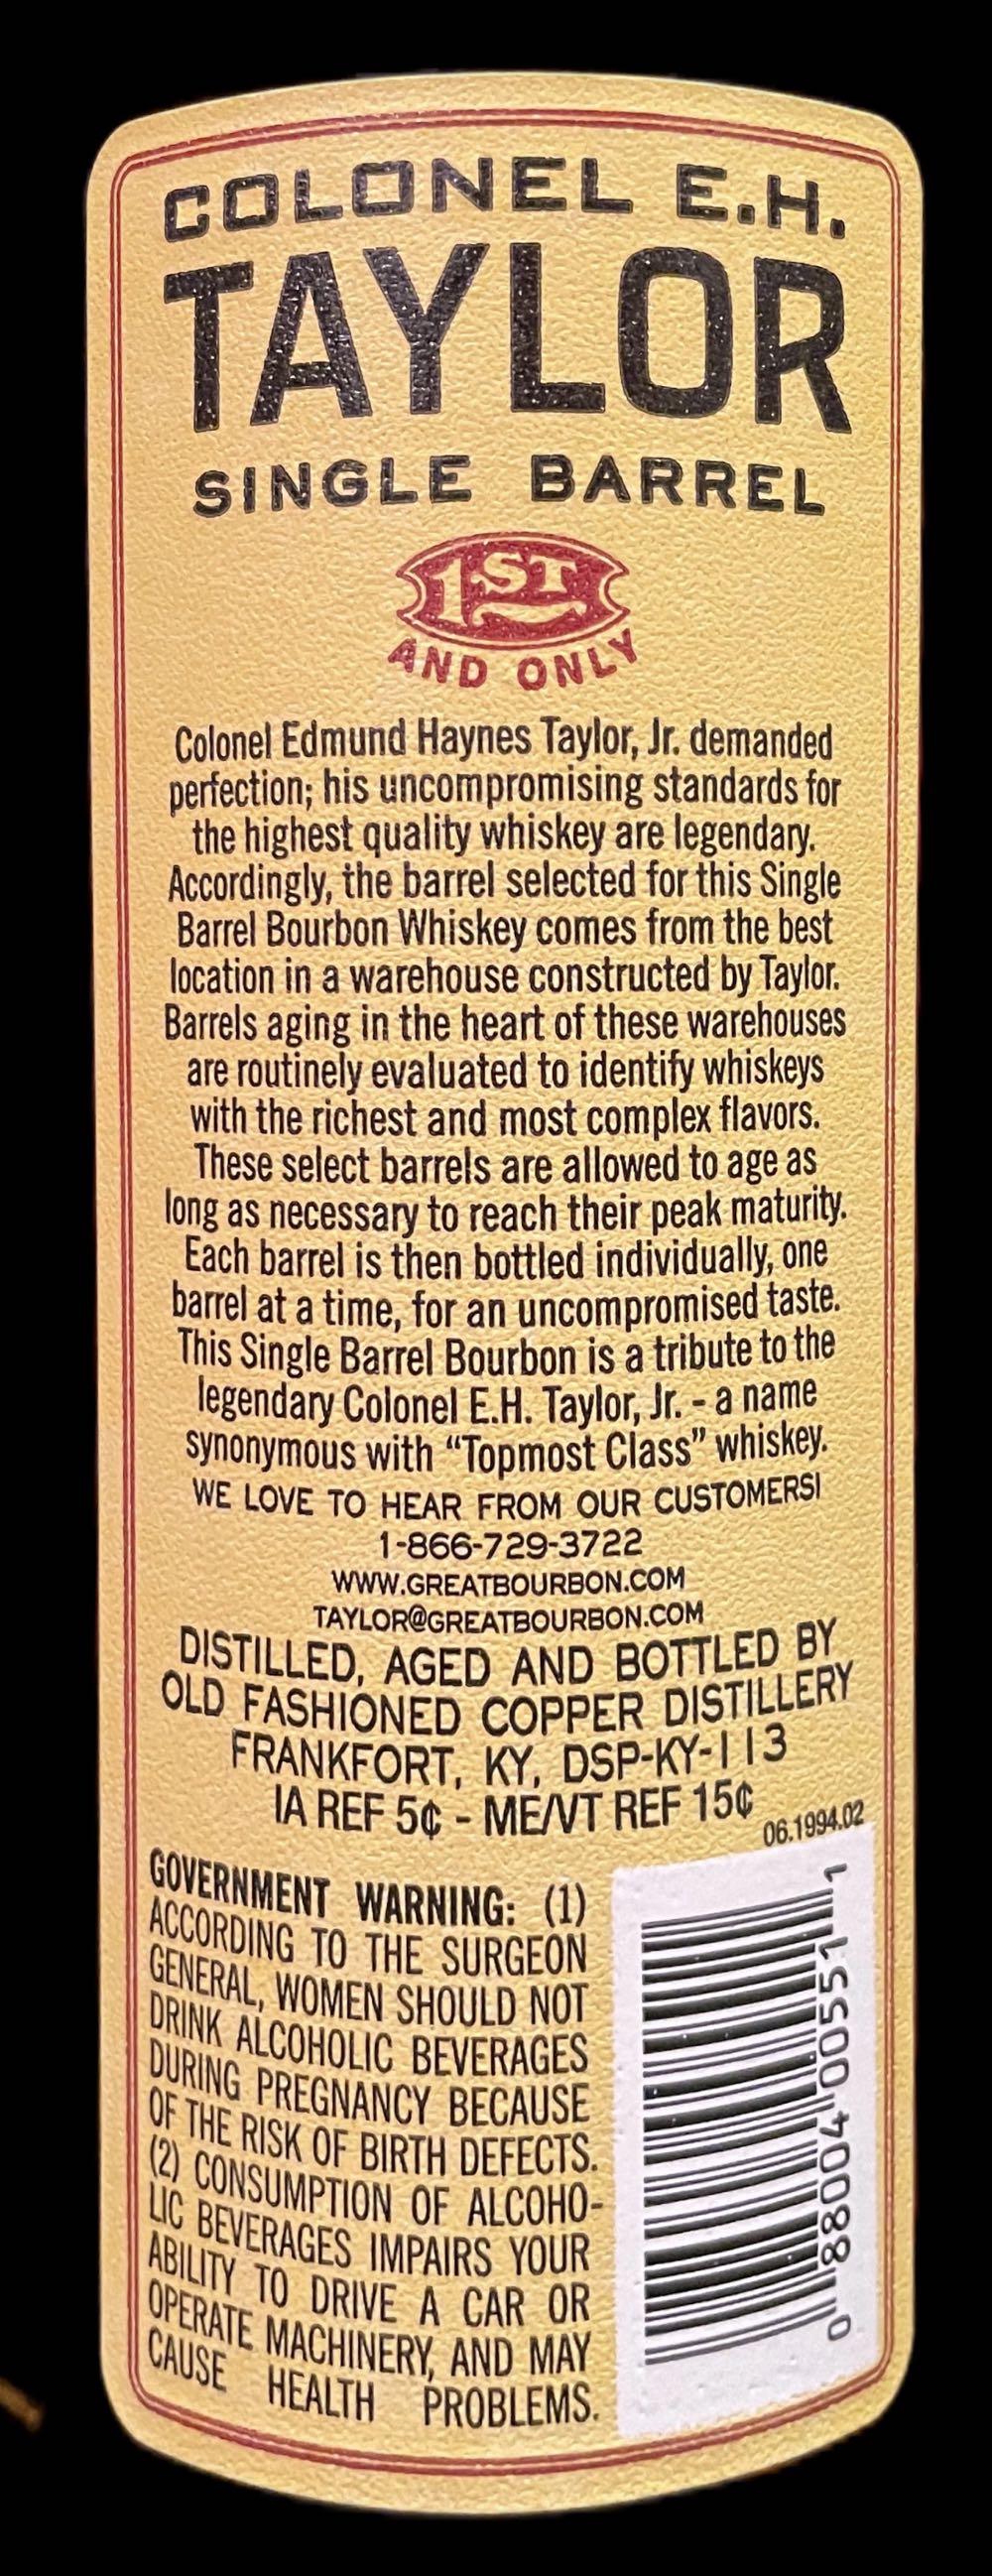 COLONEL E.H.
TAYLOR
SINGLE BARREL
1ST
AND ONLY
Colonel Edmund Haynes Taylor, Jr. demanded
perfection; his uncompromising standards for
the highest quality whiskey are legendary.
Accordingly, the barrel selected for this Single
Barrel Bourbon Whiskey comes from the best
location in a warehouse constructed by Taylor.
Barrels aging in the heart of these warehouses
are routinely evaluated to identify whiskeys
with the richest and most complex flavors.
These select barrels are allowed to age as
long as necessary to reach their peak maturity.
Each barrel is then bottled individually, one
barrel at a time, for an uncompromised taste.
This Single Barrel Bourbon is a tribute to the
legendary Colonel E.H. Taylor, Jr. - a name
synonymous with “Topmost Class” whiskey.
WE LOVE TO HEAR FROM OUR CUSTOMERS!
1-866-729-3722
WWW.GREATBOURBON.COM
TAYLOR@GREATBOURBON.COM
DISTILLED, AGED AND BOTTLED BY
OLD FASHIONED COPPER DISTILLERY
FRANKFORT, KY, DSP-KY-113
IA REF 5¢ - ME/VT REF 15¢
06.1994.02
GOVERNMENT WARNING: (1)
ACCORDING TO THE SURGEON
GENERAL, WOMEN SHOULD NOT
DRINK ALCOHOLIC BEVERAGES
DURING PREGNANCY BECAUSE
OF THE RISK OF BIRTH DEFECTS.
(2) CONSUMPTION OF ALCOHO-
LIC BEVERAGES IMPAIRS YOUR
ABILITY TO DRIVE A CAR OR
OPERATE MACHINERY, AND MAY
CAUSE HEALTH PROBLEMS.
0 88004 00551 1